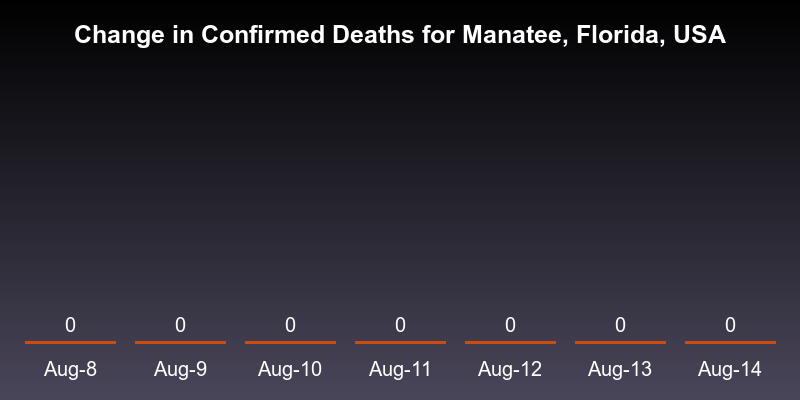 Change in Confirmed Deaths for Manatee, Florida, USA
0 0 0 0 0 0 0
Aug-8 Aug-9 Aug-10 Aug-11 Aug-12 Aug-13 Aug-14